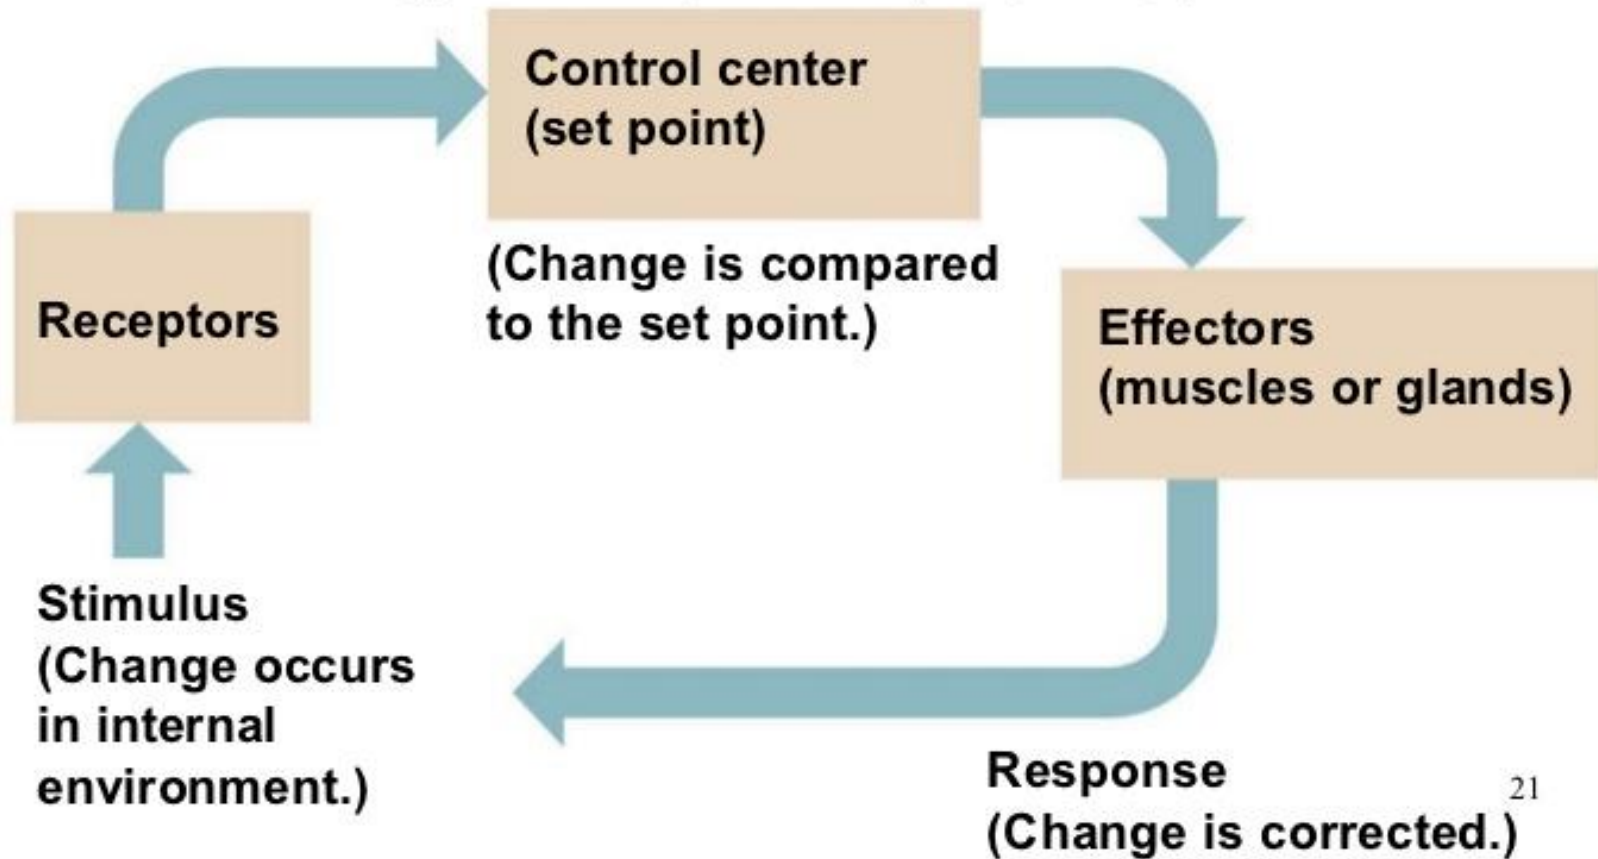 Control center
(set point)
(Change is compared
to the set point.)
Receptors
Effectors
(muscles or glands)
Stimulus
(Change occurs
in internal
environment.)
Response
(Change is corrected.)
21